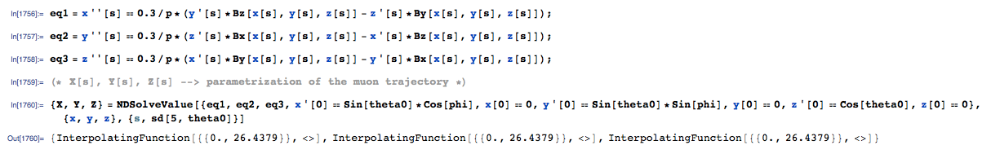 In[1756]:= eq1 = x''[s] == 0.3 / p * (y'[s] * Bz[x[s], y[s], z[s]] - z'[s] * By[x[s], y[s], z[s]]);
In[1757]:= eq2 = y''[s] == 0.3 / p * (z'[s] * Bx[x[s], y[s], z[s]] - x'[s] * Bz[x[s], y[s], z[s]]);
In[1758]:= eq3 = z''[s] == 0.3 / p * (x'[s] * By[x[s], y[s], z[s]] - y'[s] * Bx[x[s], y[s], z[s]]);
In[1759]:= (* X[s], Y[s], Z[s] --> parametrization of the muon trajectory *)
In[1760]:= {X, Y, Z} = NDSolveValue[{eq1, eq2, eq3, x'[0] == Sin[theta0] * Cos[phi], x[0] == 0, y'[0] == Sin[theta0] * Sin[phi], y[0] == 0, z'[0] == Cos[theta0], z[0] == 0},
{x, y, z}, {s, sd[5, theta0]}]
Out[1760]= {InterpolatingFunction[{{0., 26.4379}}, <>], InterpolatingFunction[{{0., 26.4379}}, <>], InterpolatingFunction[{{0., 26.4379}}, <>]}